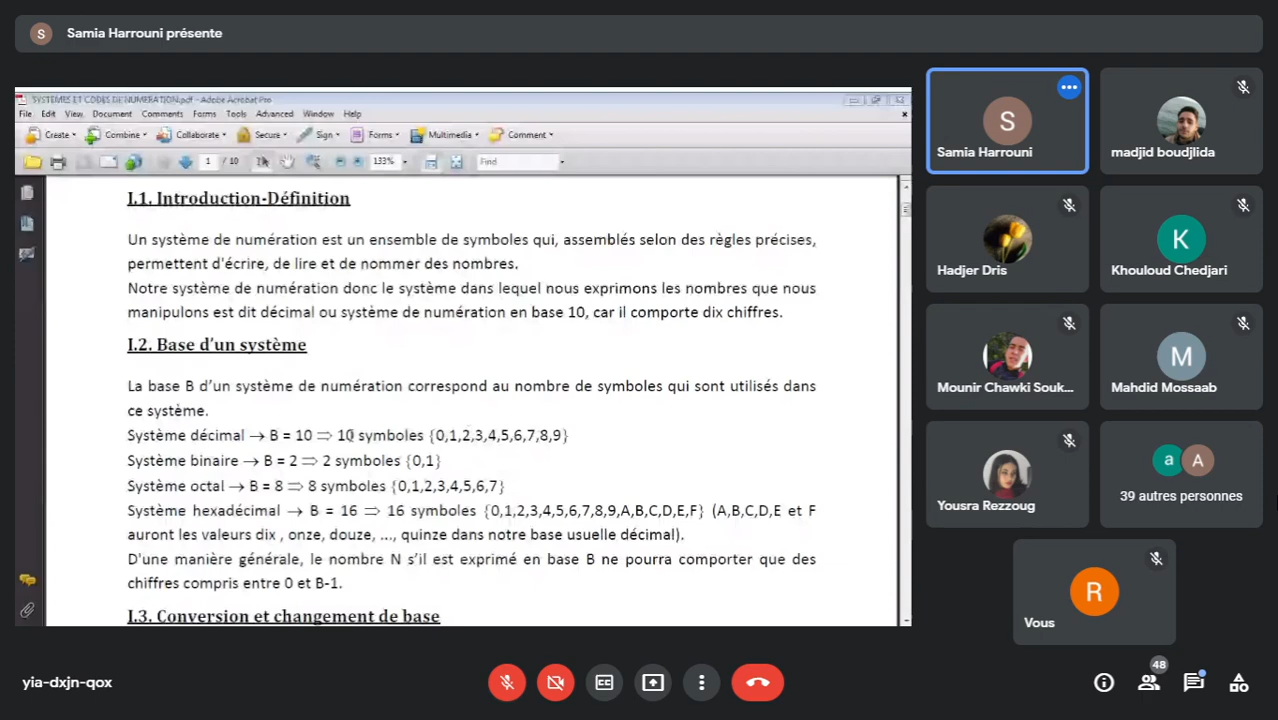 S
Samia Harrouni présente
SYSTEMES ET CODES DE NUMERATION.pdf - Adobe Acrobat Pro
File Edit View Document Comments Forms Tools Advanced Window Help
Create Combine Collaborate Secure Sign Forms Multimedia Comment
1 / 10 133% Find
I.1. Introduction-Définition
Un système de numération est un ensemble de symboles qui, assemblés selon des règles précises,
permettent d'écrire, de lire et de nommer des nombres.
Notre système de numération donc le système dans lequel nous exprimons les nombres que nous
manipulons est dit décimal ou système de numération en base 10, car il comporte dix chiffres.
I.2. Base d'un système
La base B d'un système de numération correspond au nombre de symboles qui sont utilisés dans
ce système.
Système décimal → B = 10 ⇒ 10 symboles {0,1,2,3,4,5,6,7,8,9}
Système binaire → B = 2 ⇒ 2 symboles {0,1}
Système octal → B = 8 ⇒ 8 symboles {0,1,2,3,4,5,6,7}
Système hexadécimal → B = 16 ⇒ 16 symboles {0,1,2,3,4,5,6,7,8,9,A,B,C,D,E,F} (A,B,C,D,E et F
auront les valeurs dix , onze, douze, ..., quinze dans notre base usuelle décimal).
D'une manière générale, le nombre N s'il est exprimé en base B ne pourra comporter que des
chiffres compris entre 0 et B-1.
I.3. Conversion et changement de base
S
Samia Harrouni
madjid boudjlida
Hadjer Dris
K
Khouloud Chedjari
Mounir Chawki Souk...
M
Mahdid Mossaab
Yousra Rezzoug
a A
39 autres personnes
R
Vous
yia-dxjn-qox
CC
48